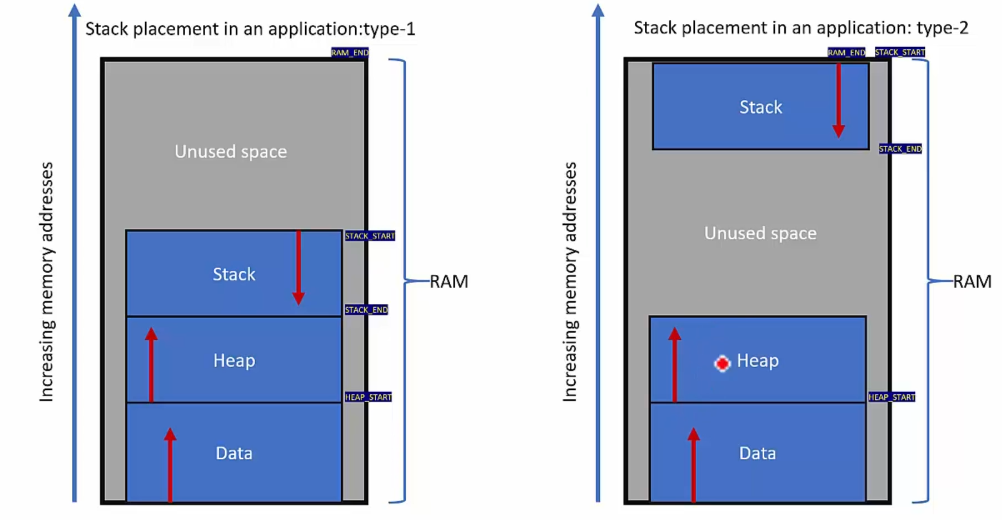 Stack placement in an application:type-1
RAM_END
Unused space
STACK_START
Stack
STACK_END
Heap
HEAP_START
Data
Increasing memory addresses
RAM
Stack placement in an application: type-2
RAM_END
STACK_START
Stack
STACK_END
Unused space
Heap
HEAP_START
Data
Increasing memory addresses
RAM